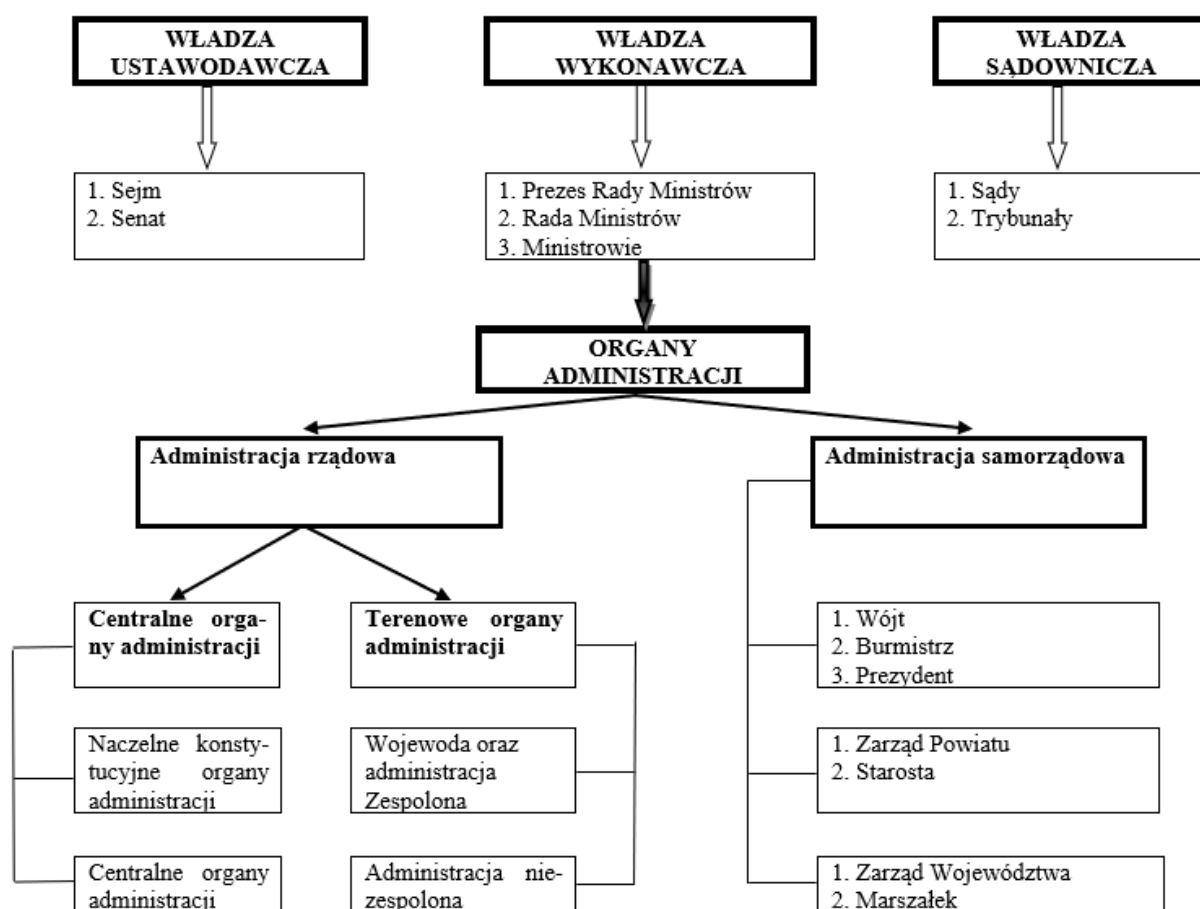 WŁADZA
USTAWODAWCZA
WŁADZA
WYKONAWCZA
WŁADZA
SĄDOWNICZA
1. Sejm
2. Senat
1. Prezes Rady Ministrów
2. Rada Ministrów
3. Ministrowie
1. Sądy
2. Trybunały
ORGANY
ADMINISTRACJI
Administracja rządowa
Administracja samorządowa
Centralne orga-
ny administracji
Terenowe organy
administracji
1. Wójt
2. Burmistrz
3. Prezydent
Naczelne konsty-
tucyjne organy
administracji
Wojewoda oraz
administracja
Zespolona
1. Zarząd Powiatu
2. Starosta
Centralne organy
administracji
Administracja nie-
zespolona
1. Zarząd Województwa
2. Marszałek